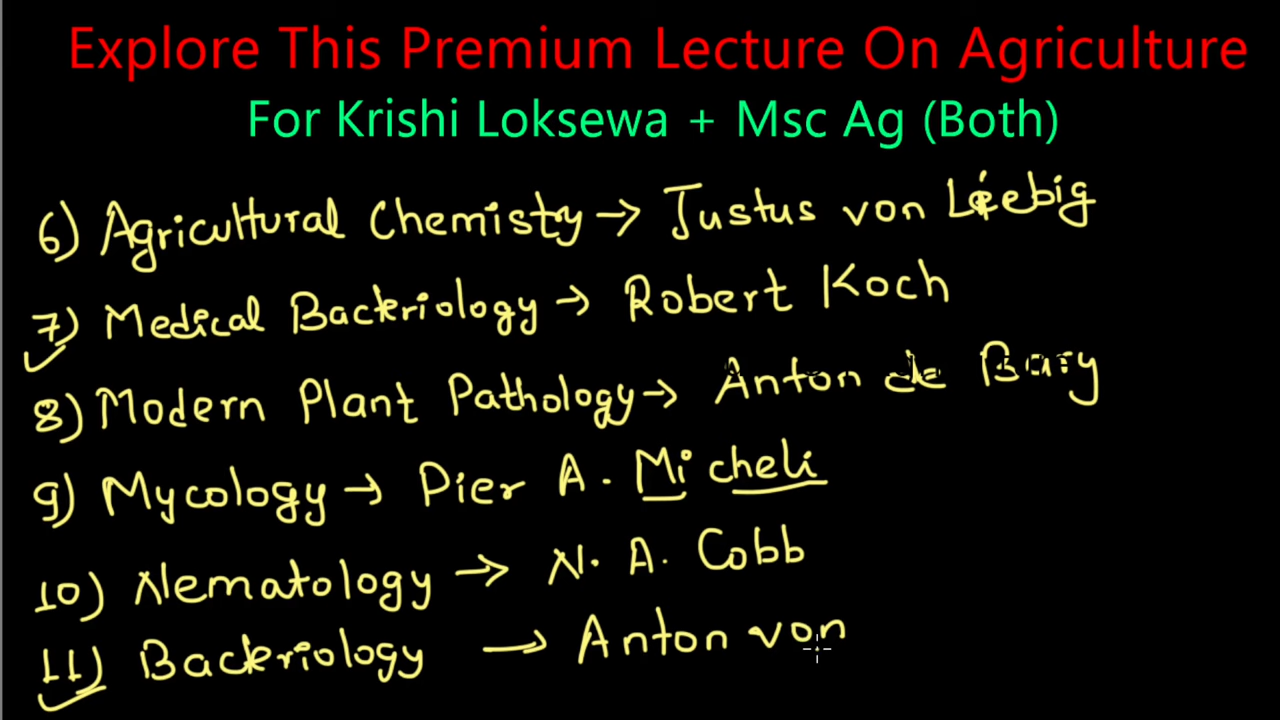 Explore This Premium Lecture On Agriculture
For Krishi Loksewa + Msc Ag (Both)
6) Agricultural Chemistry → Justus von Liebig
7) Medical Backriology → Robert Koch
8) Modern Plant Pathology → Anton de Bary
9) Mycology → Pier A. Micheli
10) Nematology → N. A. Cobb
11) Backriology → Anton von